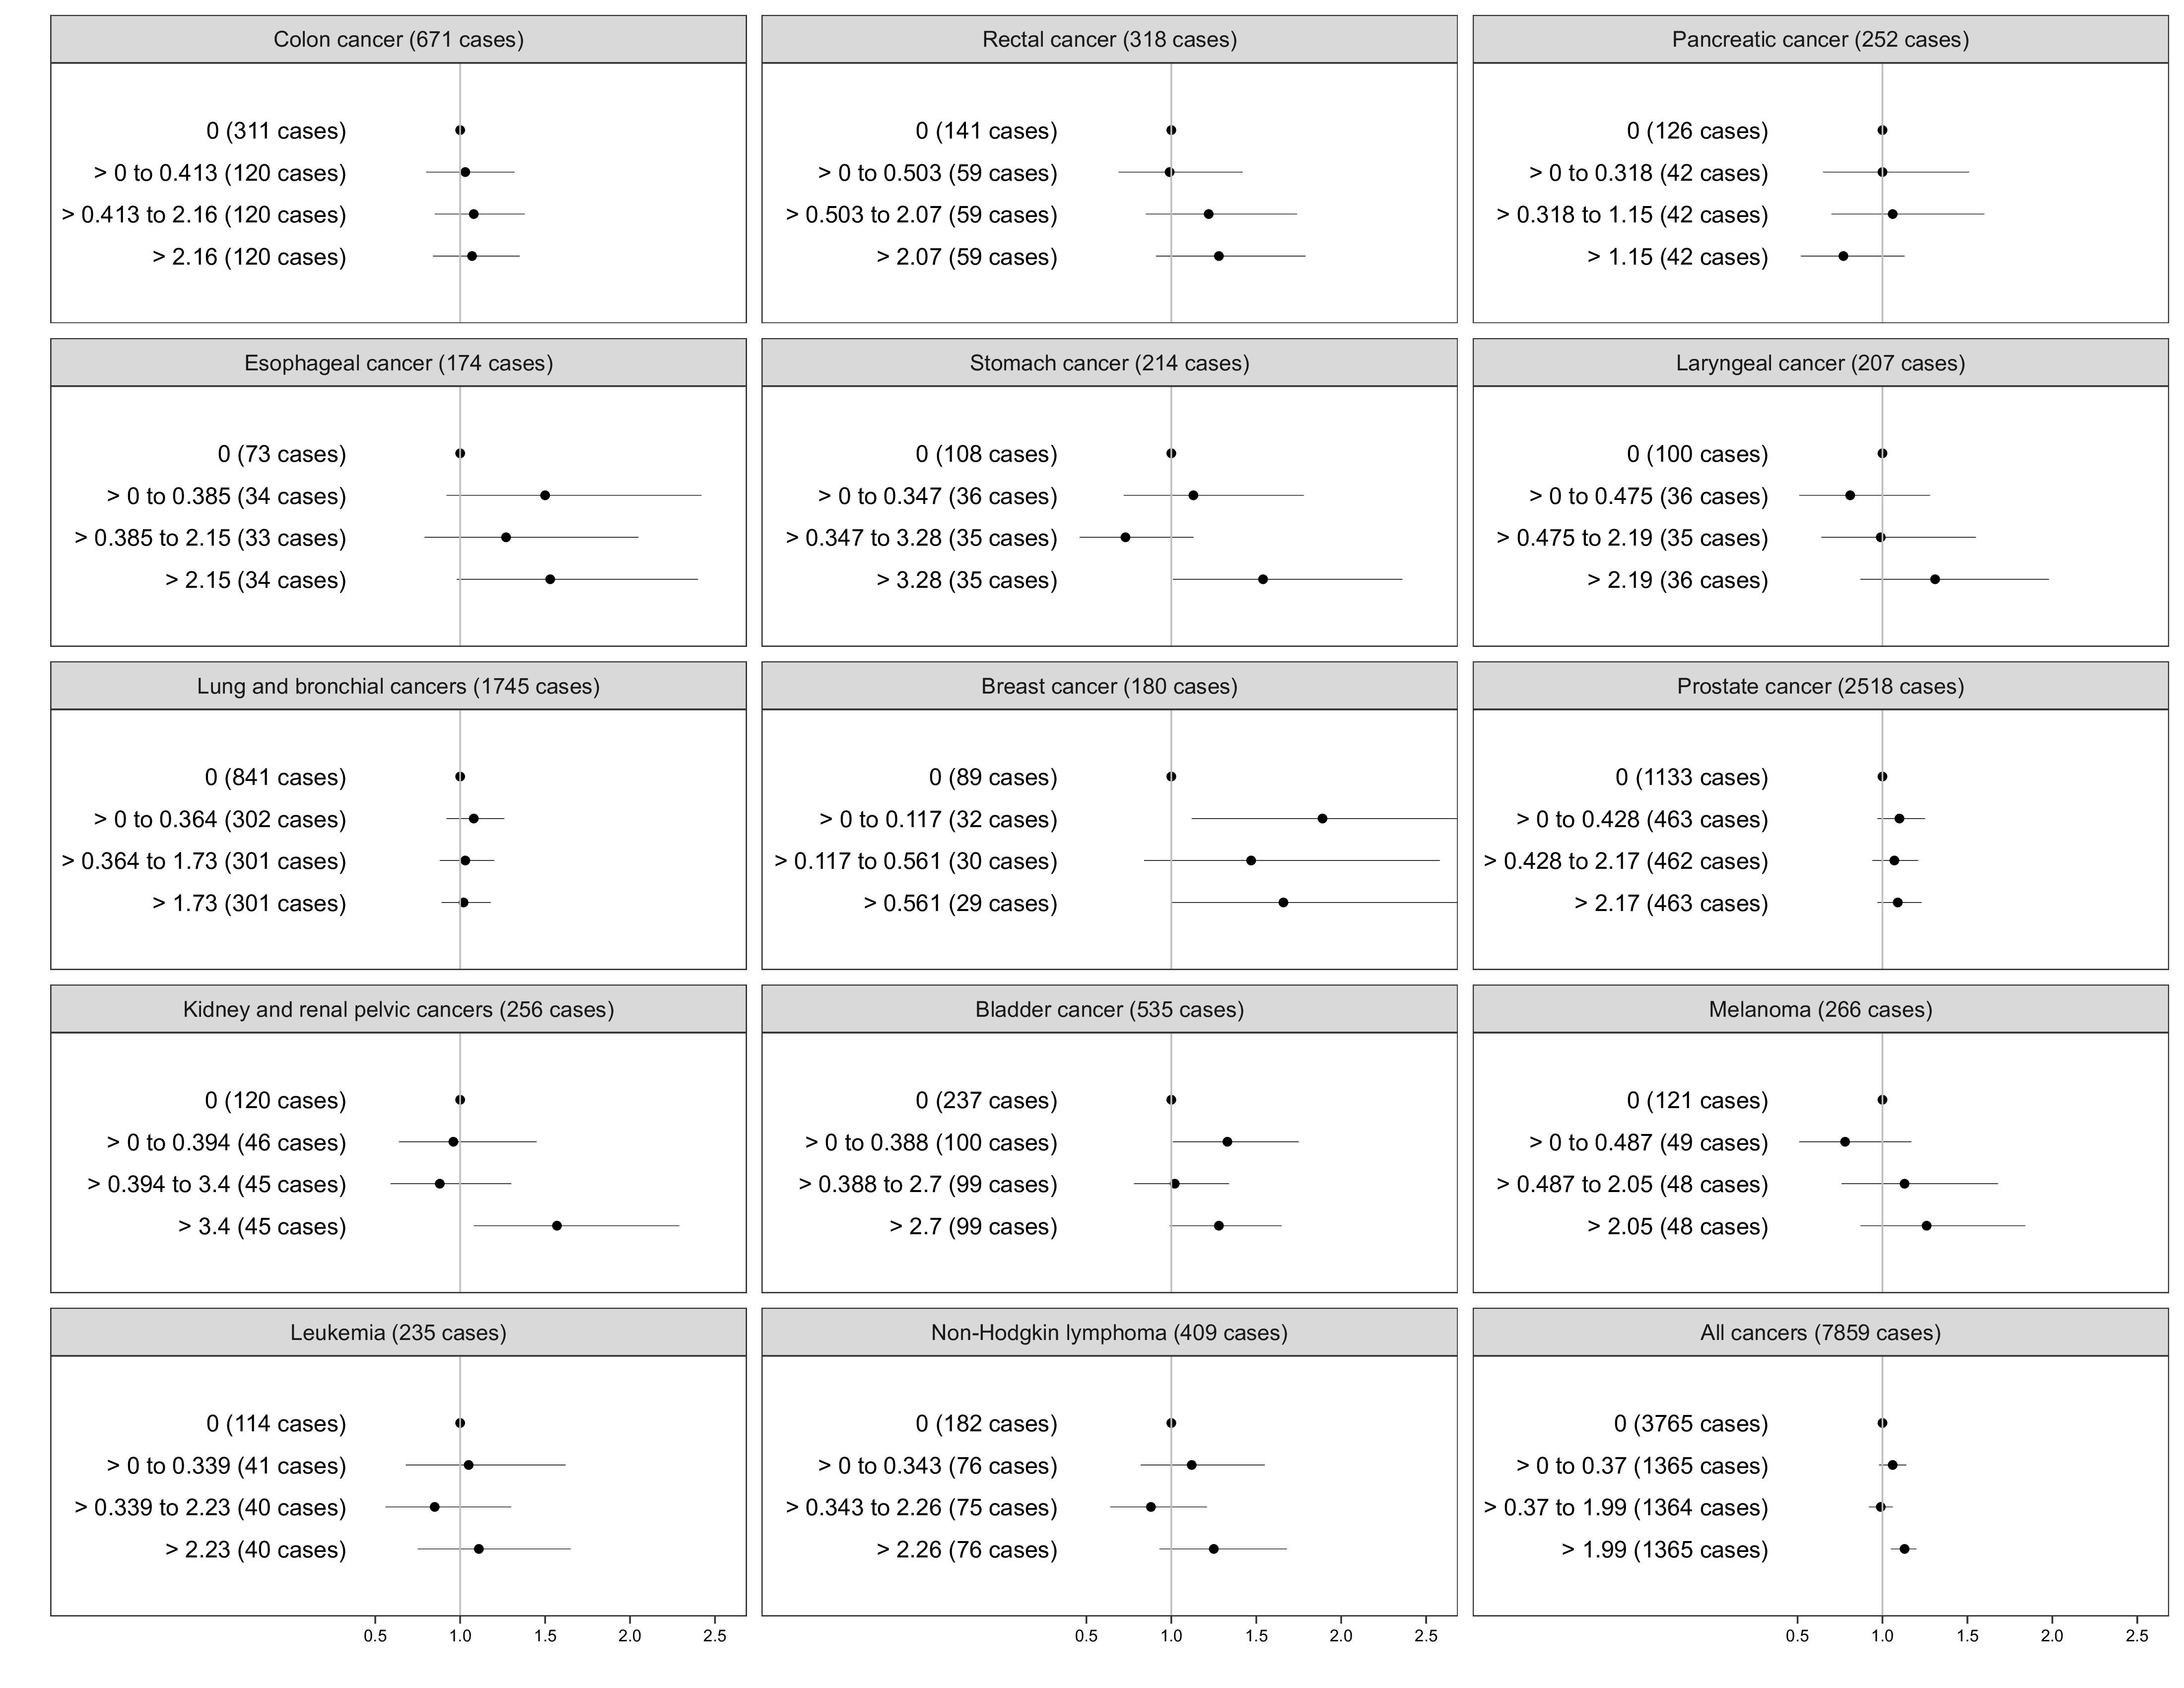 Colon cancer (671 cases)
0 (311 cases)
> 0 to 0.413 (120 cases)
> 0.413 to 2.16 (120 cases)
> 2.16 (120 cases)
Rectal cancer (318 cases)
0 (141 cases)
> 0 to 0.503 (59 cases)
> 0.503 to 2.07 (59 cases)
> 2.07 (59 cases)
Pancreatic cancer (252 cases)
0 (126 cases)
> 0 to 0.318 (42 cases)
> 0.318 to 1.15 (42 cases)
> 1.15 (42 cases)
Esophageal cancer (174 cases)
0 (73 cases)
> 0 to 0.385 (34 cases)
> 0.385 to 2.15 (33 cases)
> 2.15 (34 cases)
Stomach cancer (214 cases)
0 (108 cases)
> 0 to 0.347 (36 cases)
> 0.347 to 3.28 (35 cases)
> 3.28 (35 cases)
Laryngeal cancer (207 cases)
0 (100 cases)
> 0 to 0.475 (36 cases)
> 0.475 to 2.19 (35 cases)
> 2.19 (36 cases)
Lung and bronchial cancers (1745 cases)
0 (841 cases)
> 0 to 0.364 (302 cases)
> 0.364 to 1.73 (301 cases)
> 1.73 (301 cases)
Breast cancer (180 cases)
0 (89 cases)
> 0 to 0.117 (32 cases)
> 0.117 to 0.561 (30 cases)
> 0.561 (29 cases)
Prostate cancer (2518 cases)
0 (1133 cases)
> 0 to 0.428 (463 cases)
> 0.428 to 2.17 (462 cases)
> 2.17 (463 cases)
Kidney and renal pelvic cancers (256 cases)
0 (120 cases)
> 0 to 0.394 (46 cases)
> 0.394 to 3.4 (45 cases)
> 3.4 (45 cases)
Bladder cancer (535 cases)
0 (237 cases)
> 0 to 0.388 (100 cases)
> 0.388 to 2.7 (99 cases)
> 2.7 (99 cases)
Melanoma (266 cases)
0 (121 cases)
> 0 to 0.487 (49 cases)
> 0.487 to 2.05 (48 cases)
> 2.05 (48 cases)
Leukemia (235 cases)
0 (114 cases)
> 0 to 0.339 (41 cases)
> 0.339 to 2.23 (40 cases)
> 2.23 (40 cases)
0.5 1.0 1.5 2.0 2.5
Non-Hodgkin lymphoma (409 cases)
0 (182 cases)
> 0 to 0.343 (76 cases)
> 0.343 to 2.26 (75 cases)
> 2.26 (76 cases)
0.5 1.0 1.5 2.0 2.5
All cancers (7859 cases)
0 (3765 cases)
> 0 to 0.37 (1365 cases)
> 0.37 to 1.99 (1364 cases)
> 1.99 (1365 cases)
0.5 1.0 1.5 2.0 2.5